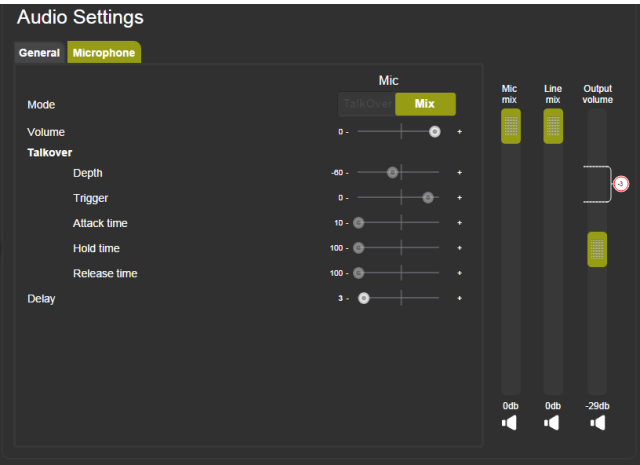 Audio Settings
General Microphone
Mic
Mode TalkOver Mix
Volume 0 - +
Talkover
Depth -60 - +
Trigger 0 - +
Attack time 10 - +
Hold time 100 - +
Release time 100 - +
Delay 3 - +
Mic mix
Line mix
Output volume
-3
0db 0db -29db